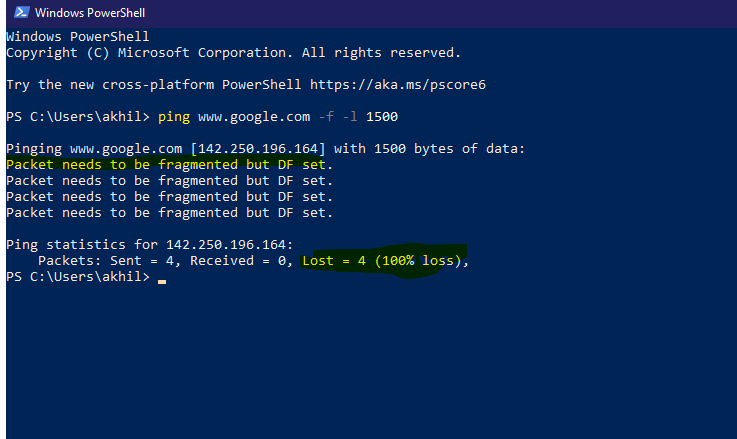 Windows PowerShell
Windows PowerShell
Copyright (C) Microsoft Corporation. All rights reserved.
Try the new cross-platform PowerShell https://aka.ms/pscore6
PS C:\Users\akhil> ping www.google.com -f -l 1500
Pinging www.google.com [142.250.196.164] with 1500 bytes of data:
Packet needs to be fragmented but DF set.
Packet needs to be fragmented but DF set.
Packet needs to be fragmented but DF set.
Packet needs to be fragmented but DF set.
Ping statistics for 142.250.196.164:
    Packets: Sent = 4, Received = 0, Lost = 4 (100% loss),
PS C:\Users\akhil>